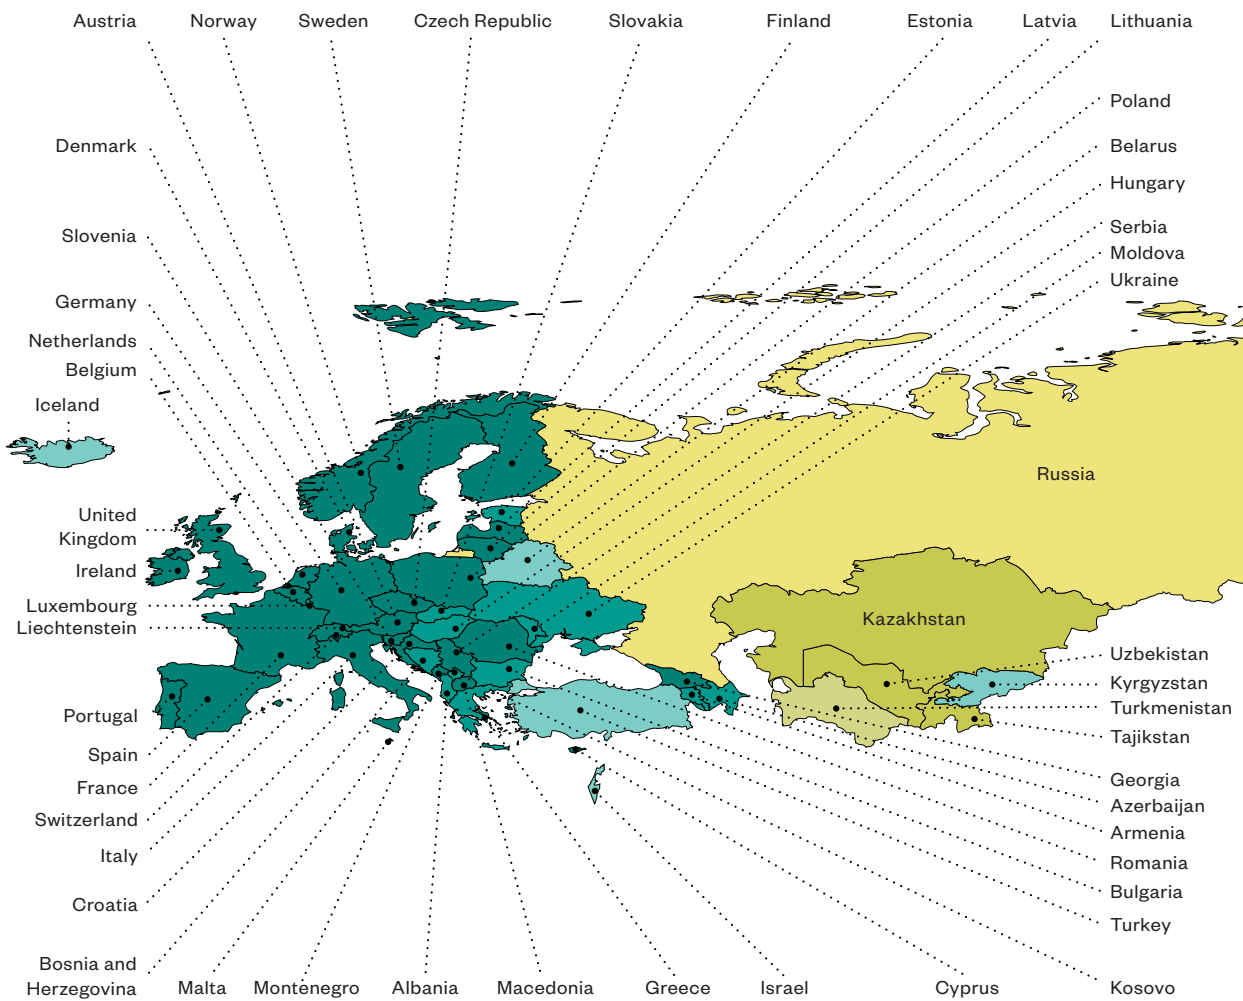 Austria
Norway
Sweden
Czech Republic
Slovakia
Finland
Estonia
Latvia
Lithuania
Poland
Denmark
Belarus
Hungary
Serbia
Slovenia
Moldova
Ukraine
Germany
Netherlands
Belgium
Iceland
Russia
United
Kingdom
Ireland
Luxembourg
Liechtenstein
Kazakhstan
Uzbekistan
Kyrgyzstan
Turkmenistan
Tajikistan
Portugal
Spain
France
Switzerland
Italy
Croatia
Georgia
Azerbaijan
Armenia
Romania
Bulgaria
Turkey
Bosnia and
Herzegovina
Malta
Montenegro
Albania
Macedonia
Greece
Israel
Cyprus
Kosovo